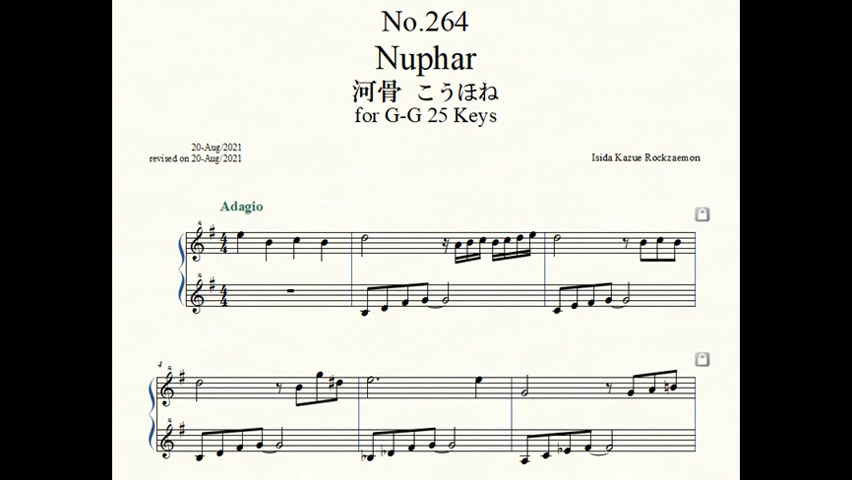 No.264
Nuphar
河骨 こうほね
for G-G 25 Keys
20-Aug/2021
revised on 20-Aug/2021
Isida Kazue Rockzaemon
Adagio
4